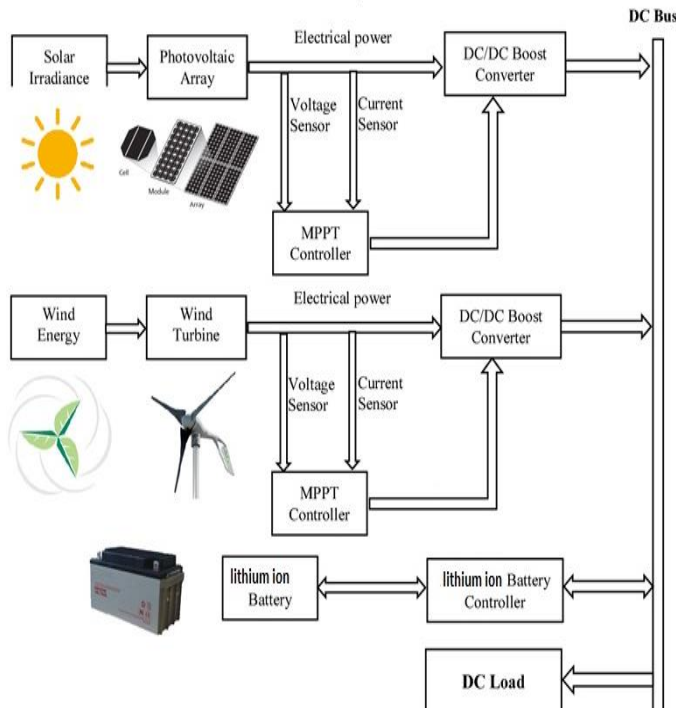 DC Bus
Solar
Irradiance
Photovoltaic
Array
Electrical power
DC/DC Boost
Converter
Voltage
Sensor
Current
Sensor
Cell
Module
Array
MPPT
Controller
Wind
Energy
Wind
Turbine
Electrical power
DC/DC Boost
Converter
Voltage
Sensor
Current
Sensor
MPPT
Controller
lithium ion
Battery
lithium ion Battery
Controller
DC Load